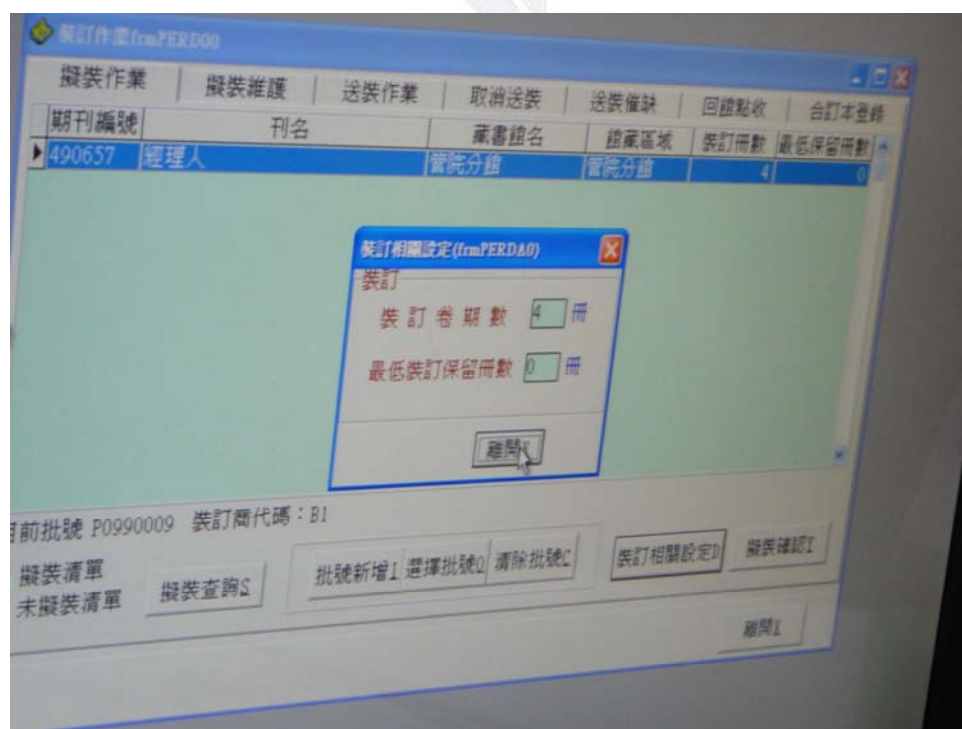 裝訂作業frmPERD00
擬裝作業 擬裝維護 送裝作業 取消送裝 送裝催缺 回館點收 合訂本登錄
期刊編號 刊名 藏書館名 館藏區域 裝訂冊數 最低保留冊數
490657 經理人 管院分館 管院分館 4 0
裝訂相關設定(frmPERDA0)
裝訂
裝訂卷期數 4 冊
最低裝訂保留冊數 0 冊
離開X
目前批號 P0990009 裝訂商代碼：B1
擬裝清單
未擬裝清單
擬裝查詢S 批號新增I 選擇批號Q 清除批號C 裝訂相關設定D 擬裝確認Y
離開X